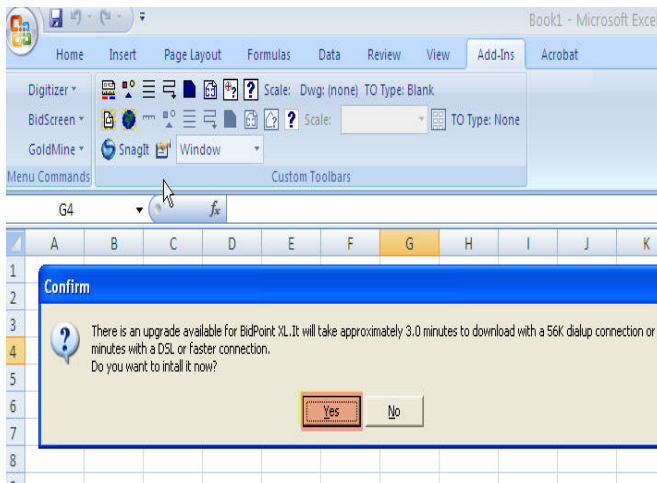 Book1 - Microsoft Excel
Home Insert Page Layout Formulas Data Review View Add-Ins Acrobat
Digitizer Scale: Dwg: (none) TO Type: Blank
BidScreen Scale: TO Type: None
GoldMine SnagIt Window
Menu Commands Custom Toolbars
G4 fx
A B C D E F G H I J K
1
2
3
4
5
6
7
8
Confirm
There is an upgrade available for BidPoint XL.It will take approximately 3.0 minutes to download with a 56K dialup connection or
minutes with a DSL or faster connection.
Do you want to intall it now?
Yes No